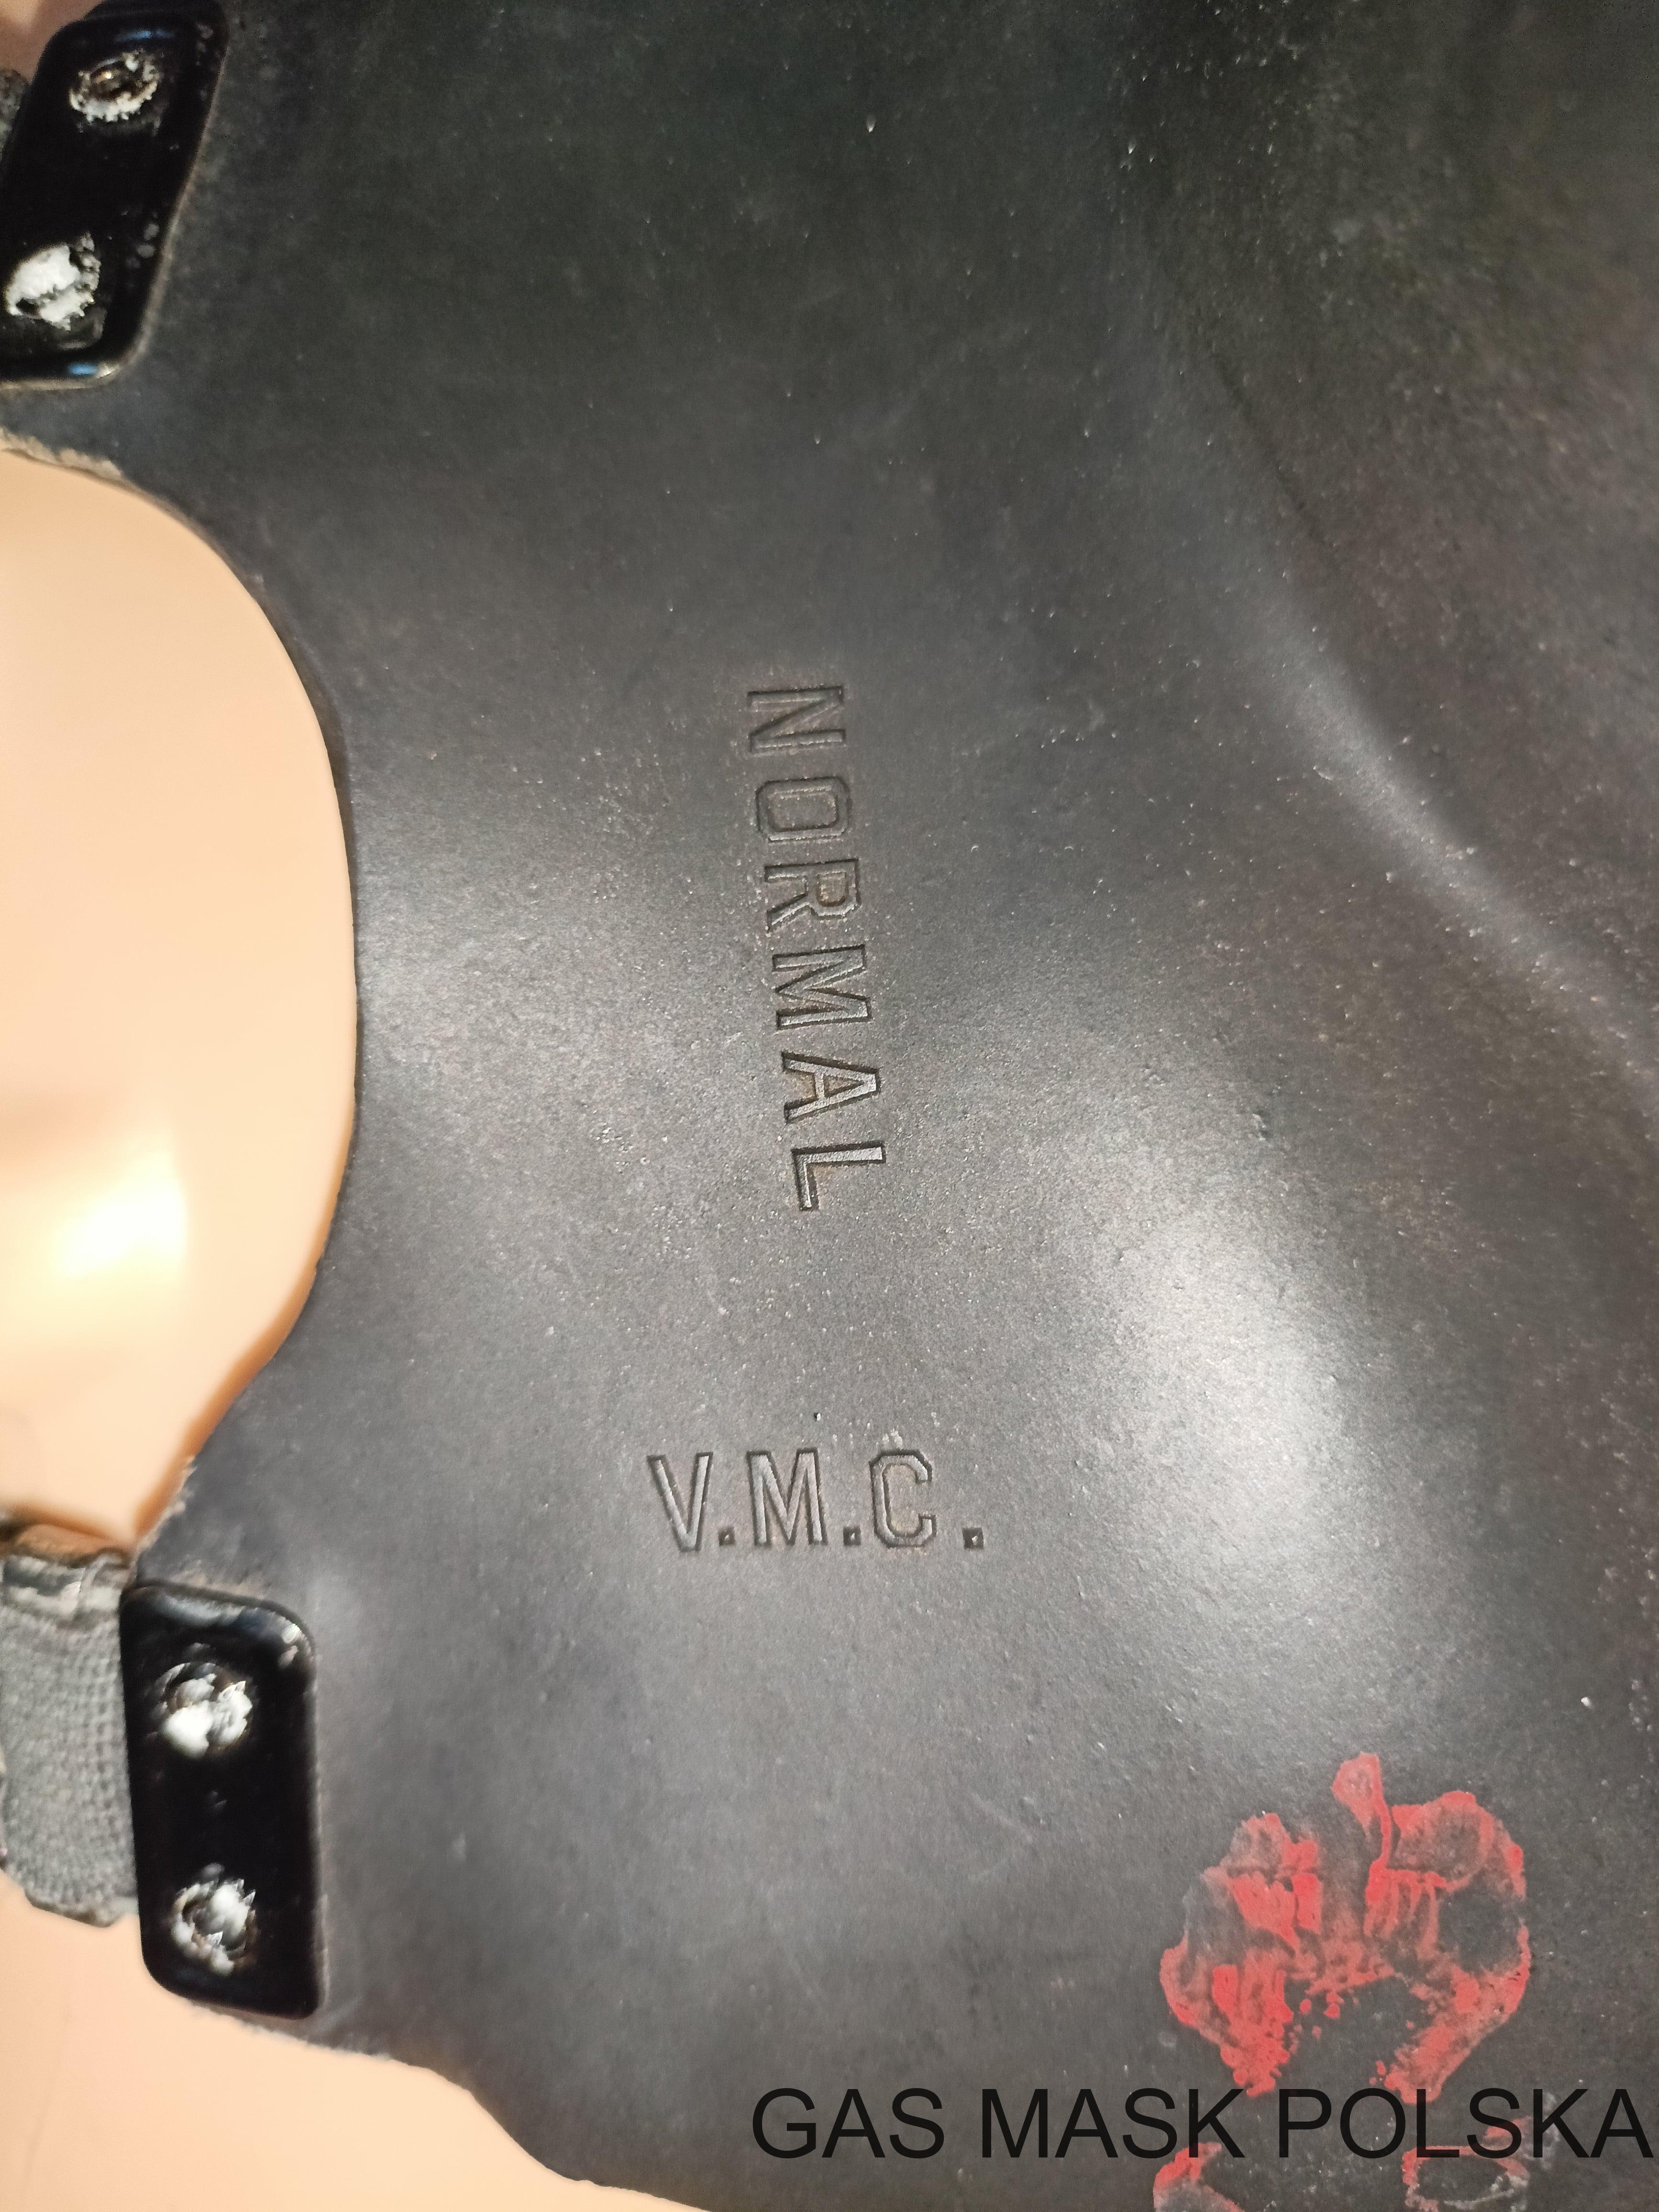 NORMAL
V.M.C.
GAS MASK POLSKA